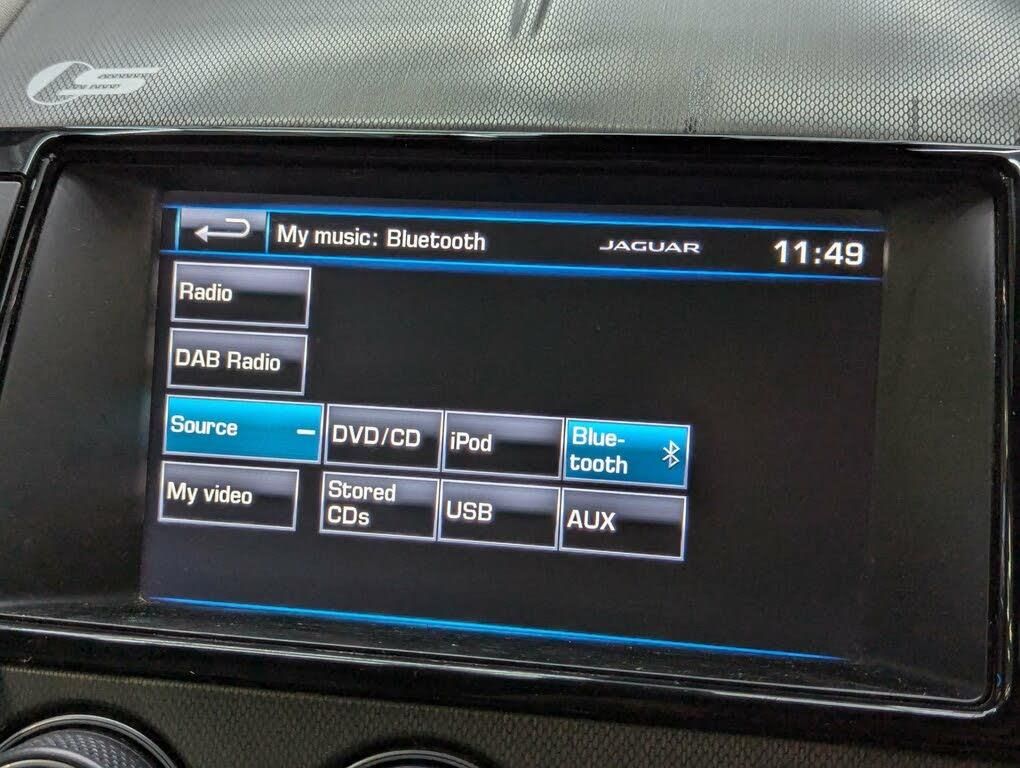 My music: Bluetooth
JAGUAR
11:49
Radio
DAB Radio
Source
DVD/CD
iPod
Blue-
tooth
My video
Stored
CDs
USB
AUX